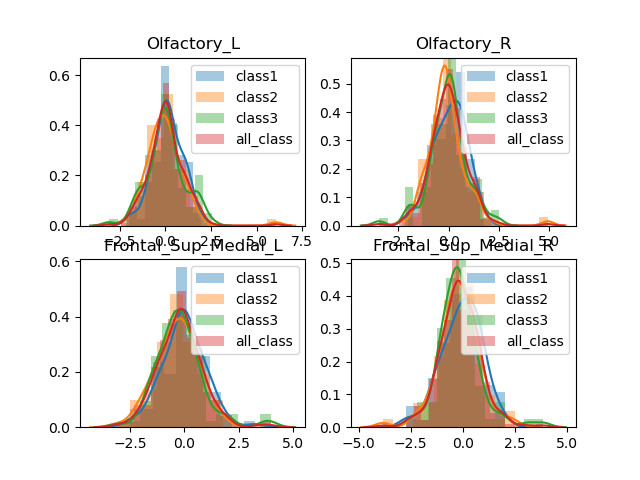 Olfactory_L
Olfactory_R
0.6
0.4
0.2
0.0
class1
class2
class3
all_class
−2.5 0.0 2.5 5.0 7.5
0.5
0.4
0.3
0.2
0.1
0.0
class1
class2
class3
all_class
−2.5 0.0 2.5 5.0
Frontal_Sup_Medial_L
Frontal_Sup_Medial_R
0.6
0.4
0.2
0.0
class1
class2
class3
all_class
−2.5 0.0 2.5 5.0
0.5
0.4
0.3
0.2
0.1
0.0
class1
class2
class3
all_class
−5.0 −2.5 0.0 2.5 5.0